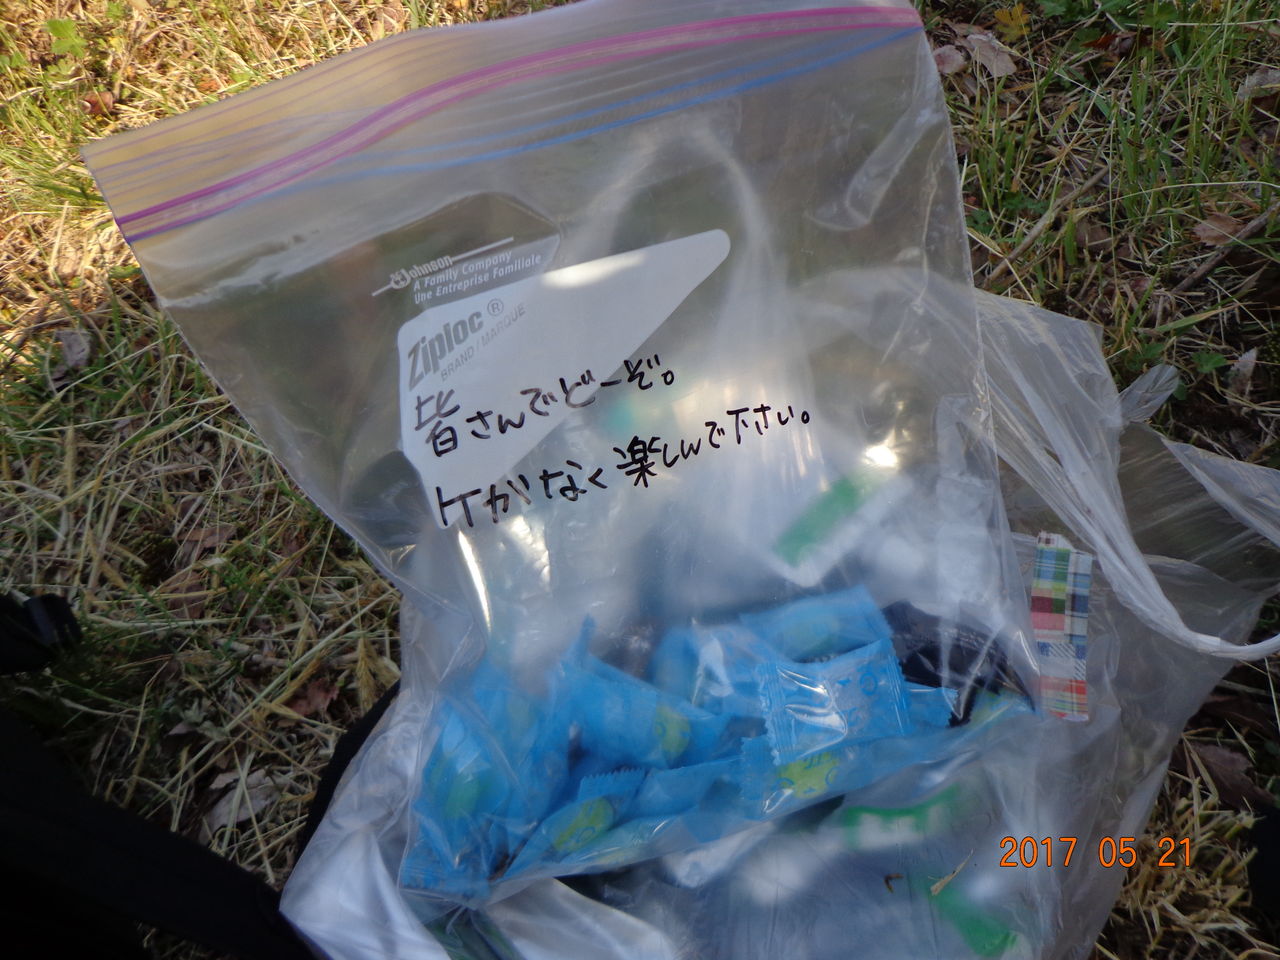 Johnson
A Family Company
Une Entreprise Familiale
Ziploc®
BRAND / MARQUE
皆さんでどーぞ。
ケガなく楽しんで下さい。
2017 05 21